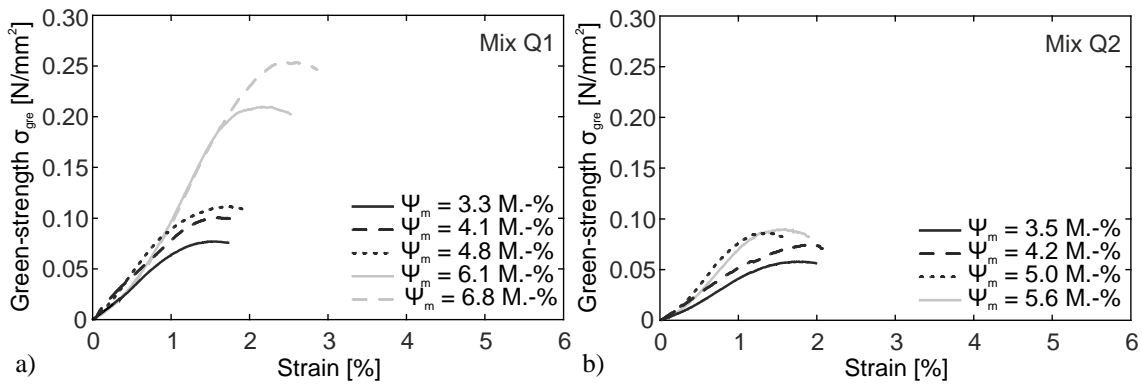 0.30
0.25
0.20
0.15
0.10
0.05
0
Green-strength σgre [N/mm²]
Mix Q1
Ψm = 3.3 M.-%
Ψm = 4.1 M.-%
Ψm = 4.8 M.-%
Ψm = 6.1 M.-%
Ψm = 6.8 M.-%
0 1 2 3 4 5 6
a) Strain [%]
0.30
0.25
0.20
0.15
0.10
0.05
0
Green-strength σgre [N/mm²]
Mix Q2
Ψm = 3.5 M.-%
Ψm = 4.2 M.-%
Ψm = 5.0 M.-%
Ψm = 5.6 M.-%
0 1 2 3 4 5 6
b) Strain [%]